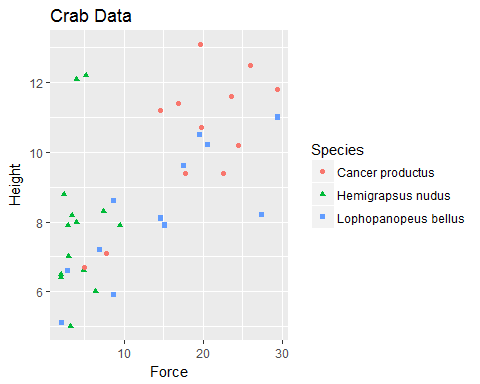 Crab Data
Height
12
10
8
6
10 20 30
Force
Species
Cancer productus
Hemigrapsus nudus
Lophopanopeus bellus